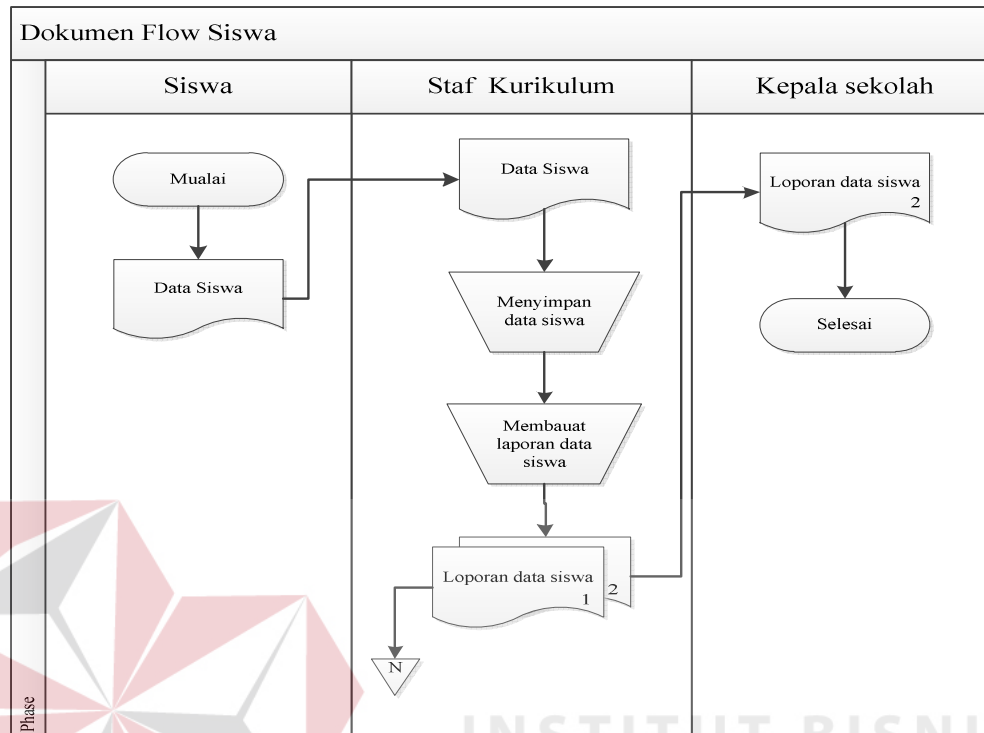 Dokumen Flow Siswa
Siswa
Staf Kurikulum
Kepala sekolah
Mualai
Data Siswa
Data Siswa
Menyimpan
data siswa
Membauat
laporan data
siswa
Loporan data siswa
1
2
N
Loporan data siswa
2
Selesai
Phase
INSTITUT BISNI